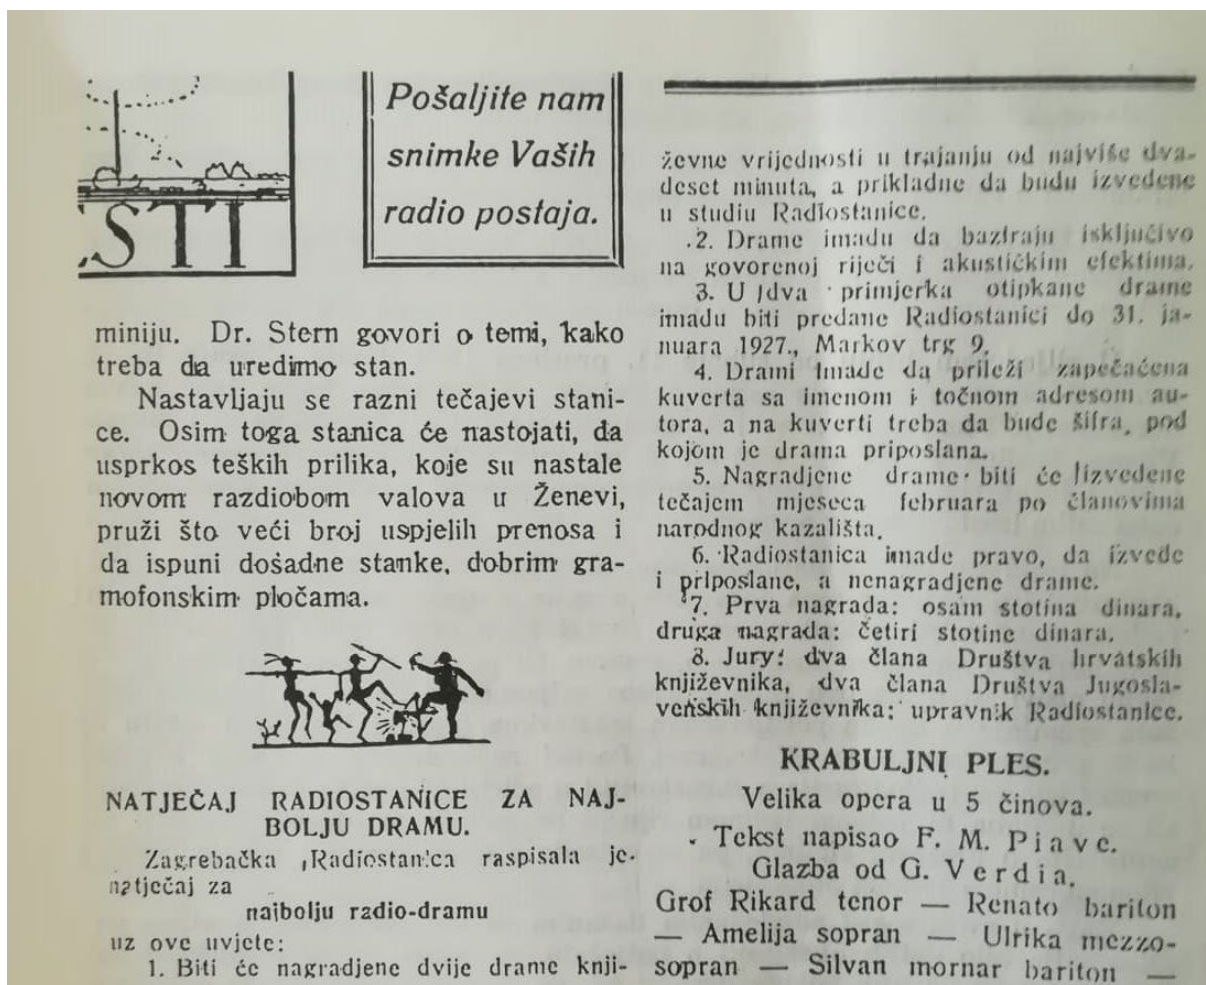 STI
Pošaljite nam
snimke Vaših
radio postaja.
miniju. Dr. Stern govori o temi, kako
treba da uredimo stan.
Nastavljaju se razni tečajevi stani-
ce. Osim toga stanica će nastojati, da
usprkos teških prilika, koje su nastale
novom razdiobom valova u Ženevi,
pruži što veći broj uspjelih prenosa i
da ispuni dosadne stanke, dobrim gra-
mofonskim pločama.
NATJEČAJ RADIOSTANICE ZA NAJ-
BOLJU DRAMU.
Zagrebačka Radiostanica raspisala je
natječaj za
najbolju radio-dramu
uz ove uvjete:
1. Biti će nagradjene dvije drame knji-
ževne vrijednosti u trajanju od najviše dva-
deset minuta, a prikladne da budu izvedene
u studiu Radiostanice.
2. Drame imadu da baziraju isključivo
na govorenoj riječi i akustičkim efektima.
3. U dva primjerka otipkane drame
imadu biti predane Radiostanici do 31. ja-
nuara 1927., Markov trg 9.
4. Drami imade da prileži zapečaćena
kuverta sa imenom i točnom adresom au-
tora, a na kuverti treba da bude šifra, pod
kojom je drama priposlana.
5. Nagradjene drame biti će izvedene
tečajem mjeseca februara po članovima
narodnog kazališta.
6. Radiostanica imade pravo, da izvede
i priposlane, a nenagradjene drame.
7. Prva nagrada: osam stotina dinara,
druga nagrada: četiri stotine dinara.
8. Jury: dva člana Društva hrvatskih
književnika, dva člana Društva Jugosla-
venskih književnika; upravnik Radiostanice.
KRABULJNI PLES.
Velika opera u 5 činova.
Tekst napisao F. M. Piave.
Glazba od G. Verdia.
Grof Rikard tenor — Renato bariton
— Amelija sopran — Ulrika mezzo-
sopran — Silvan mornar bariton —